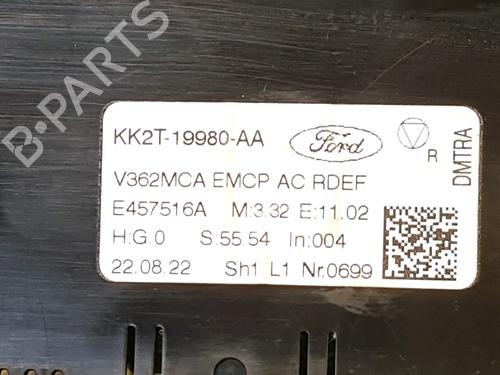 B-PARTS
KK2T-19980-AA Ford R
DMTRA
V362MCA EMCP AC RDEF
E457516A M:3.32 E:11.02
H:G.0 S:55.54 In:004
22.08.22 Sh1 L1 Nr.0699